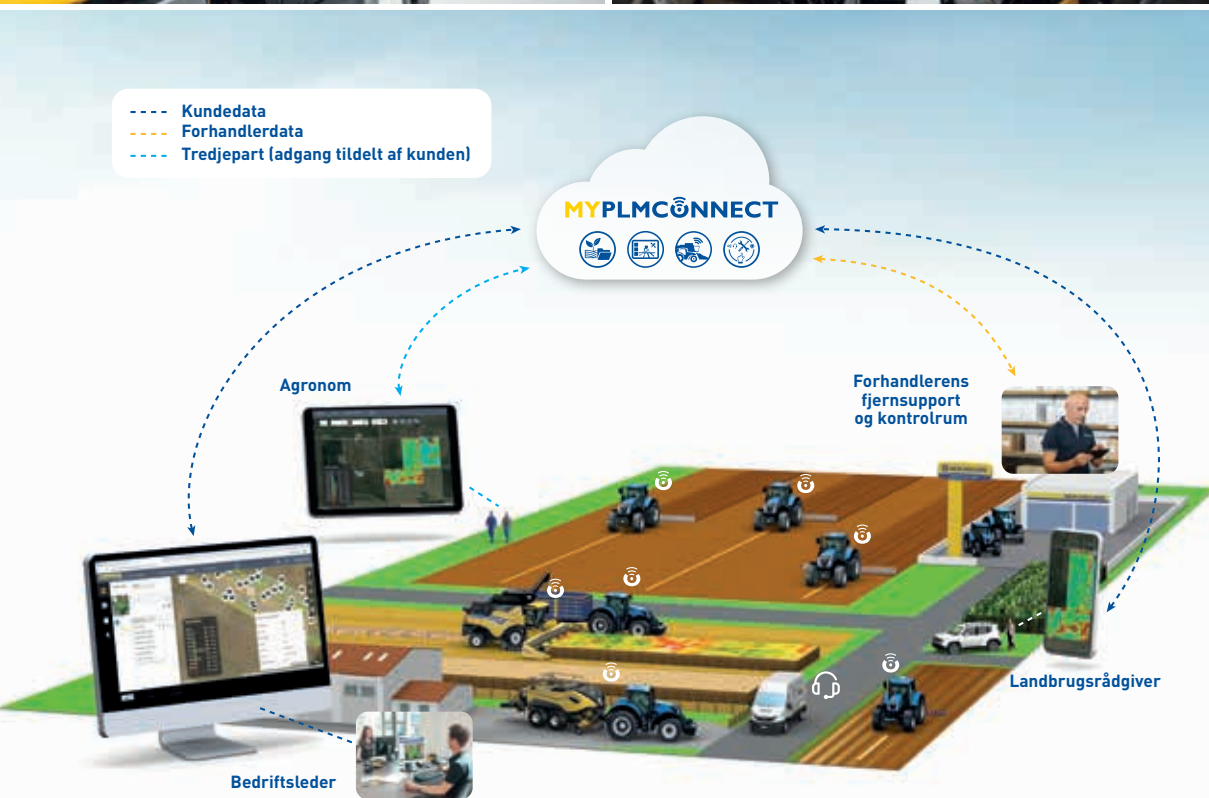 Kundedata
Forhandlerdata
Tredjepart (adgang tildelt af kunden)
MYPLMCONNECT
Agronom
Forhandlerens
fjernsupport
og kontrolrum
Landbrugsrådgiver
Bedriftsleder